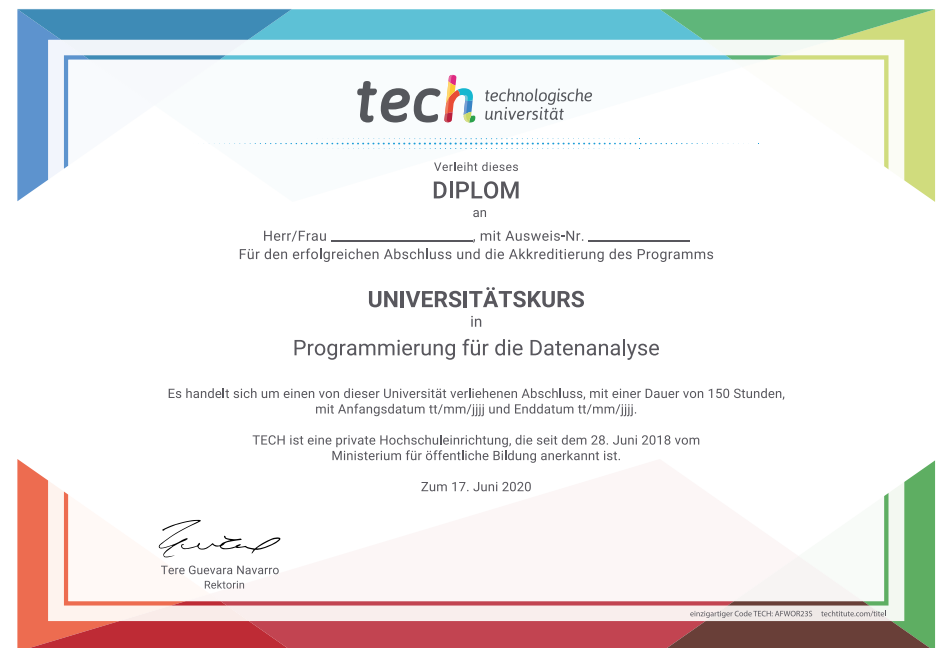 tech technologische
universität
Verleiht dieses
DIPLOM
an
Herr/Frau ____________________, mit Ausweis-Nr. ______________
Für den erfolgreichen Abschluss und die Akkreditierung des Programms
UNIVERSITÄTSKURS
in
Programmierung für die Datenanalyse
Es handelt sich um einen von dieser Universität verliehenen Abschluss, mit einer Dauer von 150 Stunden,
mit Anfangsdatum tt/mm/jjjj und Enddatum tt/mm/jjjj.
TECH ist eine private Hochschuleinrichtung, die seit dem 28. Juni 2018 vom
Ministerium für öffentliche Bildung anerkannt ist.
Zum 17. Juni 2020
Tere Guevara Navarro
Rektorin
einzigartiger Code TECH: AFWOR23S techtitute.com/titel